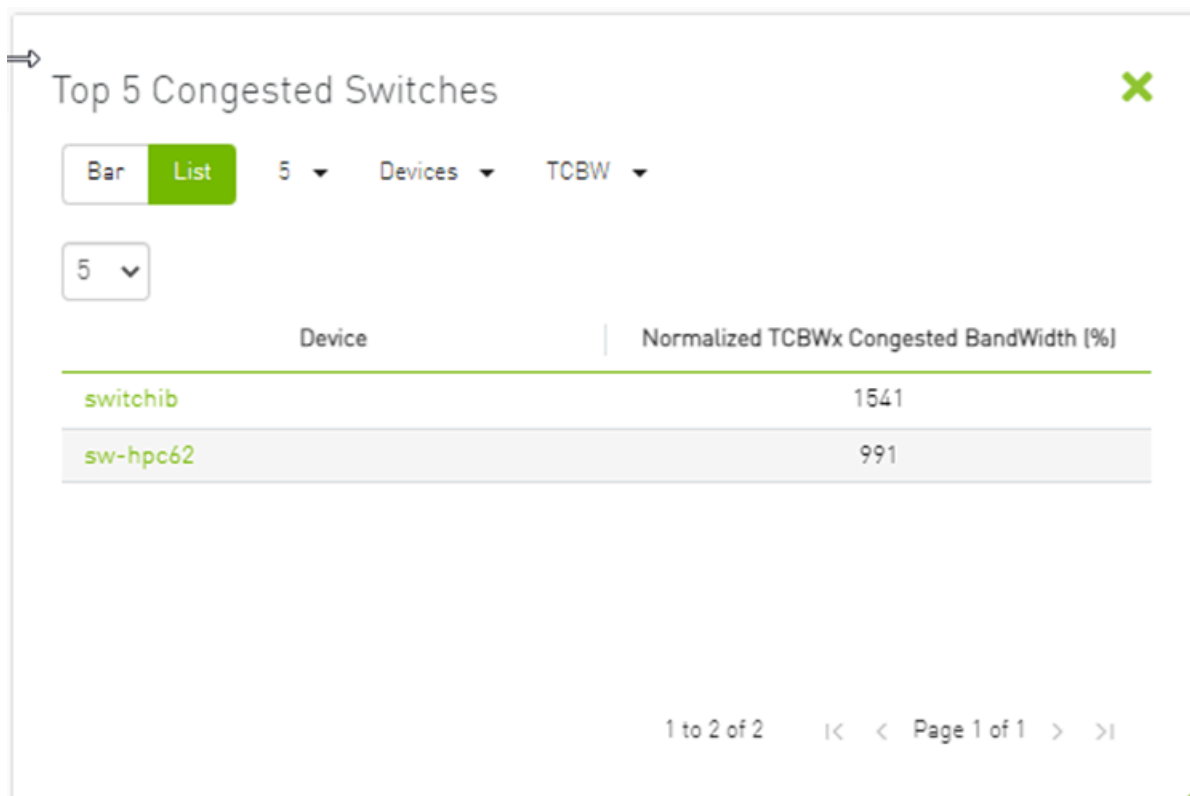 Top 5 Congested Switches
Bar List 5 Devices TCBW
5
Device Normalized TCBWx Congested BandWidth (%)
switchib 1541
sw-hpc62 991
1 to 2 of 2 Page 1 of 1